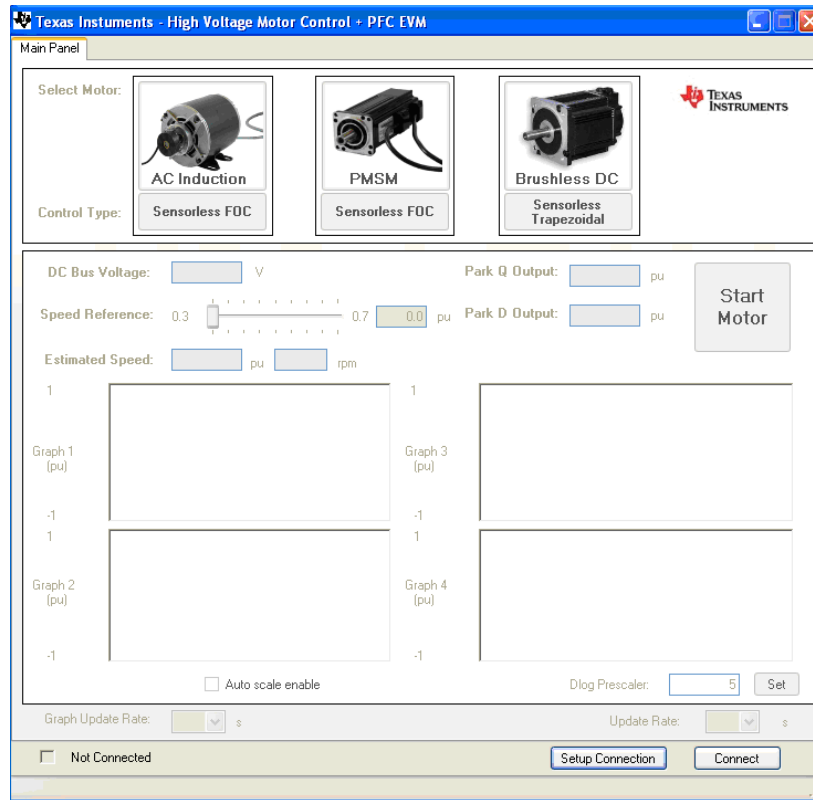 Texas Instuments - High Voltage Motor Control + PFC EVM
Main Panel
Select Motor:
AC Induction
PMSM
Brushless DC
TEXAS
INSTRUMENTS
Control Type:
Sensorless FOC
Sensorless FOC
Sensorless
Trapezoidal
DC Bus Voltage: V
Park Q Output: pu
Start
Motor
Speed Reference: 0.3 0.7 0.0 pu
Park D Output: pu
Estimated Speed: pu rpm
1
Graph 1
(pu)
-1
1
Graph 3
(pu)
-1
1
Graph 2
(pu)
-1
1
Graph 4
(pu)
-1
Auto scale enable
Dlog Prescaler: 5 Set
Graph Update Rate: s
Update Rate: s
Not Connected
Setup Connection
Connect